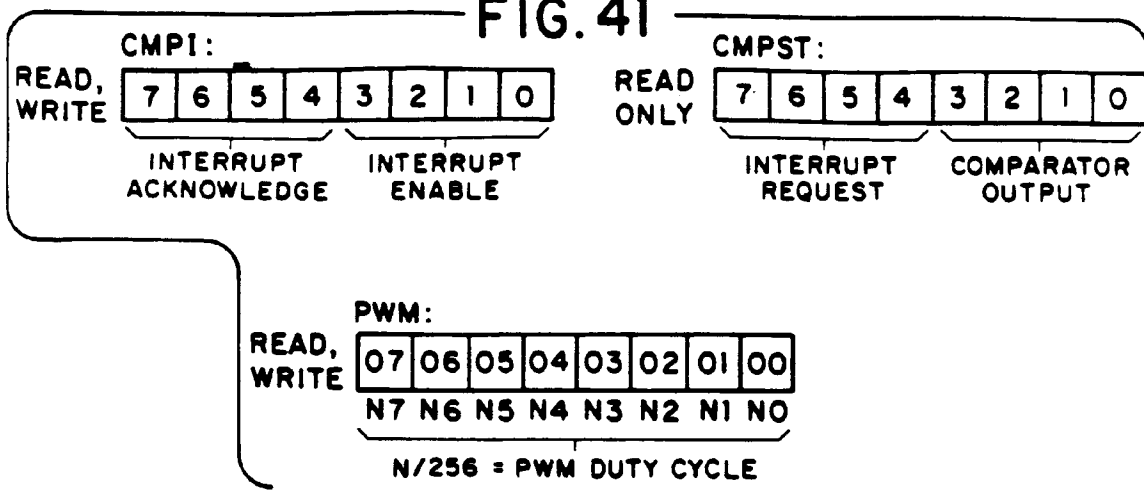 FIG. 41
CMPI:
READ,
WRITE
7 6 5 4 3 2 1 0
INTERRUPT
ACKNOWLEDGE
INTERRUPT
ENABLE
CMPST:
READ
ONLY
7 6 5 4 3 2 1 0
INTERRUPT
REQUEST
COMPARATOR
OUTPUT
PWM:
READ,
WRITE
07 06 05 04 03 02 01 00
N7 N6 N5 N4 N3 N2 N1 N0
N/256 = PWM DUTY CYCLE